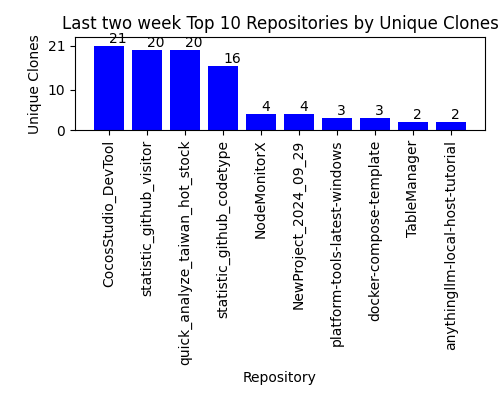 Last two week Top 10 Repositories by Unique Clones
Unique Clones
21
10
0
21
20
20
16
4
4
3
3
2
2
CocosStudio_DevTool
statistic_github_visitor
quick_analyze_taiwan_hot_stock
statistic_github_codetype
NodeMonitorX
NewProject_2024_09_29
platform-tools-latest-windows
docker-compose-template
TableManager
anythingllm-local-host-tutorial
Repository